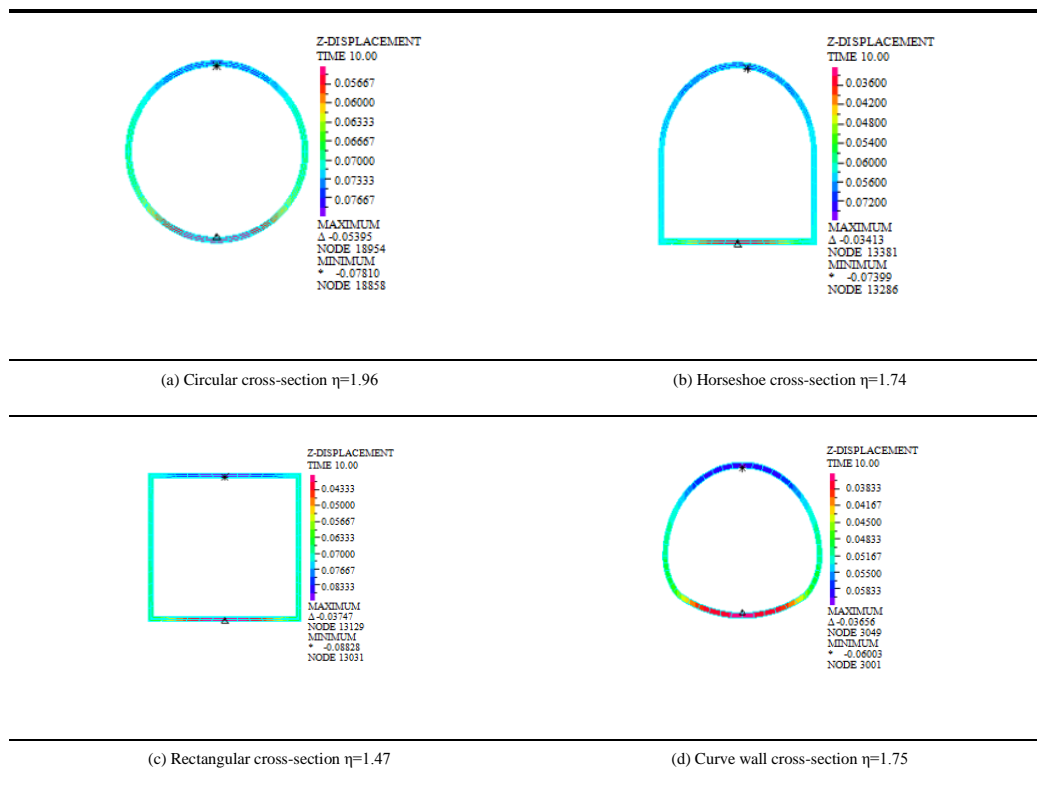 Z-DISPLACEMENT
TIME 10.00
0.05667
0.06000
0.06333
0.06667
0.07000
0.07333
0.07667
MAXIMUM
Δ -0.05395
NODE 18954
MINIMUM
* -0.07810
NODE 18858
Z-DISPLACEMENT
TIME 10.00
0.03600
0.04200
0.04800
0.05400
0.06000
0.05600
0.07200
MAXIMUM
Δ -0.03413
NODE 13381
MINIMUM
* -0.07399
NODE 13286
(a) Circular cross-section η=1.96
(b) Horseshoe cross-section η=1.74
Z-DISPLACEMENT
TIME 10.00
0.04333
0.05000
0.05667
0.06333
0.07000
0.07667
0.08333
MAXIMUM
Δ -0.03747
NODE 13129
MINIMUM
* -0.08828
NODE 13031
Z-DISPLACEMENT
TIME 10.00
0.03833
0.04167
0.04500
0.04833
0.05167
0.05500
0.05833
MAXIMUM
Δ -0.03656
NODE 3049
MINIMUM
* -0.06003
NODE 3001
(c) Rectangular cross-section η=1.47
(d) Curve wall cross-section η=1.75